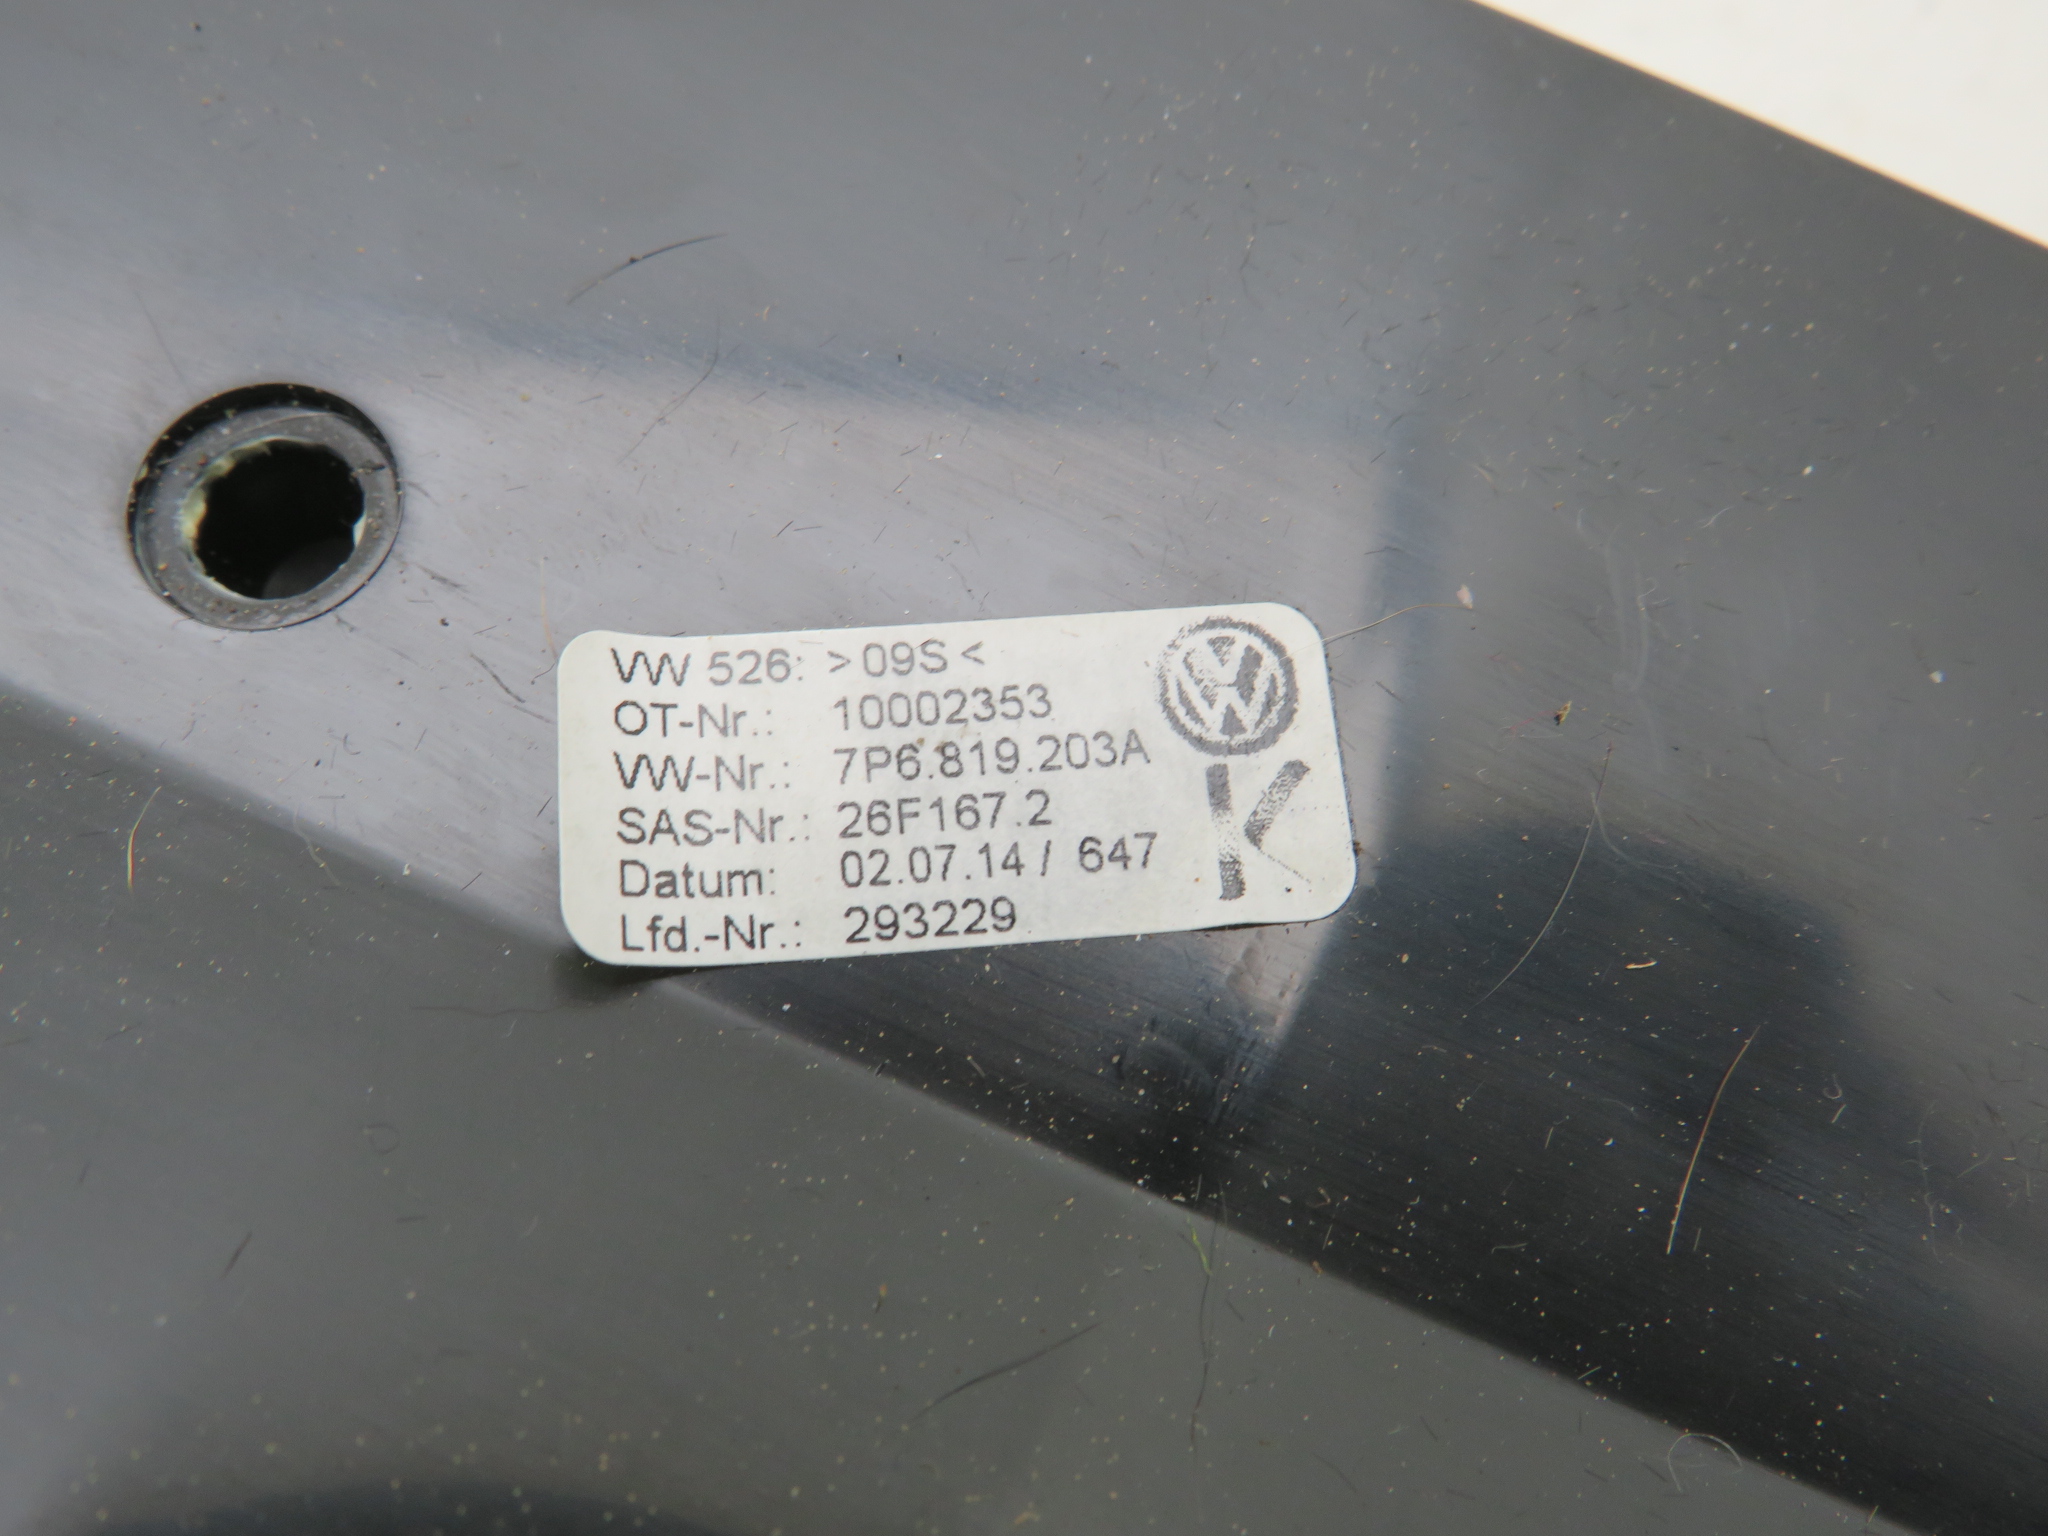 VW 526: >09S<
OT-Nr.: 10002353
VW-Nr.: 7P6.819.203A
SAS-Nr.: 26F167.2
Datum: 02.07.14 / 647
Lfd.-Nr.: 293229
K